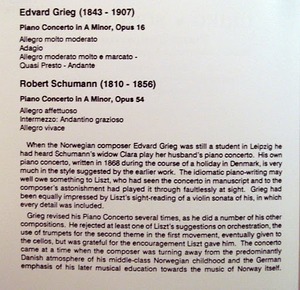 Edvard Grieg (1843 - 1907)
Piano Concerto in A Minor, Opus 16
Allegro molto moderato
Adagio
Allegro moderato molto e marcato -
Quasi Presto - Andante
Robert Schumann (1810 - 1856)
Piano Concerto in A Minor, Opus 54
Allegro affettuoso
Intermezzo: Andantino grazioso
Allegro vivace
When the Norwegian composer Edvard Grieg was still a student in Leipzig he
had heard Schumann's widow Clara play her husband's piano concerto. His own
piano concerto, written in 1868 during the course of a holiday in Denmark, is very
much in the style suggested by the earlier work. The idiomatic piano-writing may
well owe something to Liszt, who had seen the concerto in manuscript and to the
composer's astonishment had played it through faultlessly at sight. Grieg had
been equally impressed by Liszt's sight-reading of a violin sonata of his, in which
every detail was included.
Grieg revised his Piano Concerto several times, as he did a number of his other
compositions. He rejected at least one of Liszt's suggestions on orchestration, the
use of trumpets for the second theme in the first movement, eventually given to
the cellos, but was grateful for the encouragement Liszt gave him. The concerto
came at a time when the composer was turning away from the predominantly
Danish atmosphere of his middle-class Norwegian childhood and the German
emphasis of his later musical education towards the music of Norway itself.